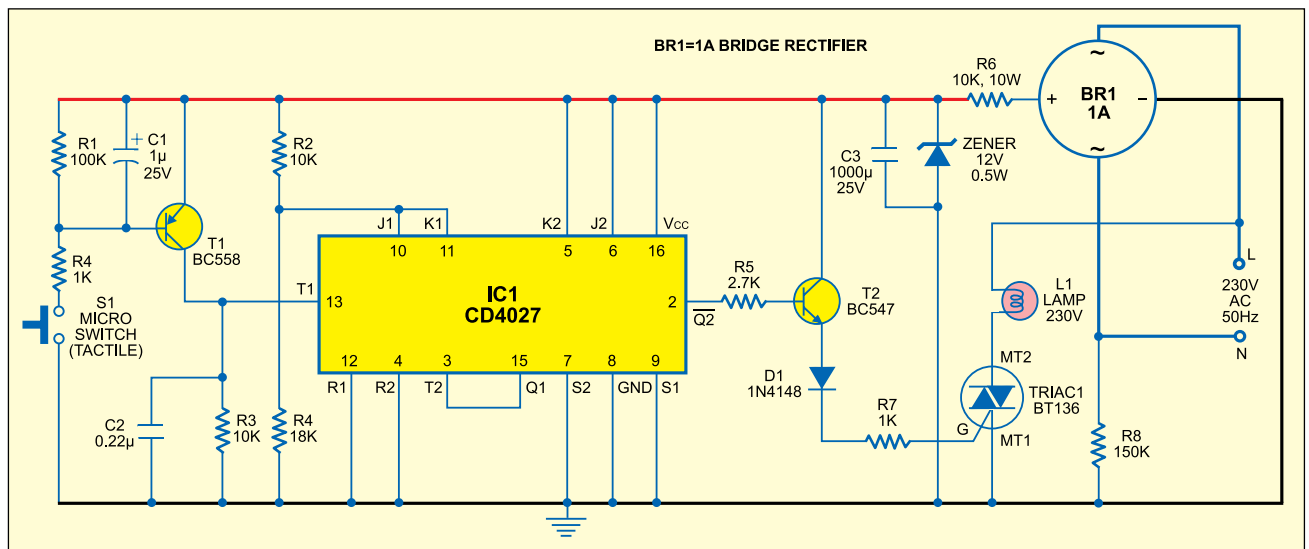 BR1=1A BRIDGE RECTIFIER
R6
10K, 10W
~
+
BR1
1A
−
~
R1
100K
+
C1
1µ
25V
R2
10K
C3
1000µ
25V
ZENER
12V
0.5W
T1
BC558
R4
1K
S1
MICRO
SWITCH
(TACTILE)
J1
K1
K2
J2
VCC
10
11
5
6
16
T1
13
IC1
CD4027
2
Q2
12
4
3
15
7
8
9
R1
R2
T2
Q1
S2
GND
S1
R5
2.7K
T2
BC547
D1
1N4148
R7
1K
L1
LAMP
230V
L
230V
AC
50Hz
N
MT2
TRIAC1
BT136
G
MT1
R8
150K
C2
0.22µ
R3
10K
R4
18K